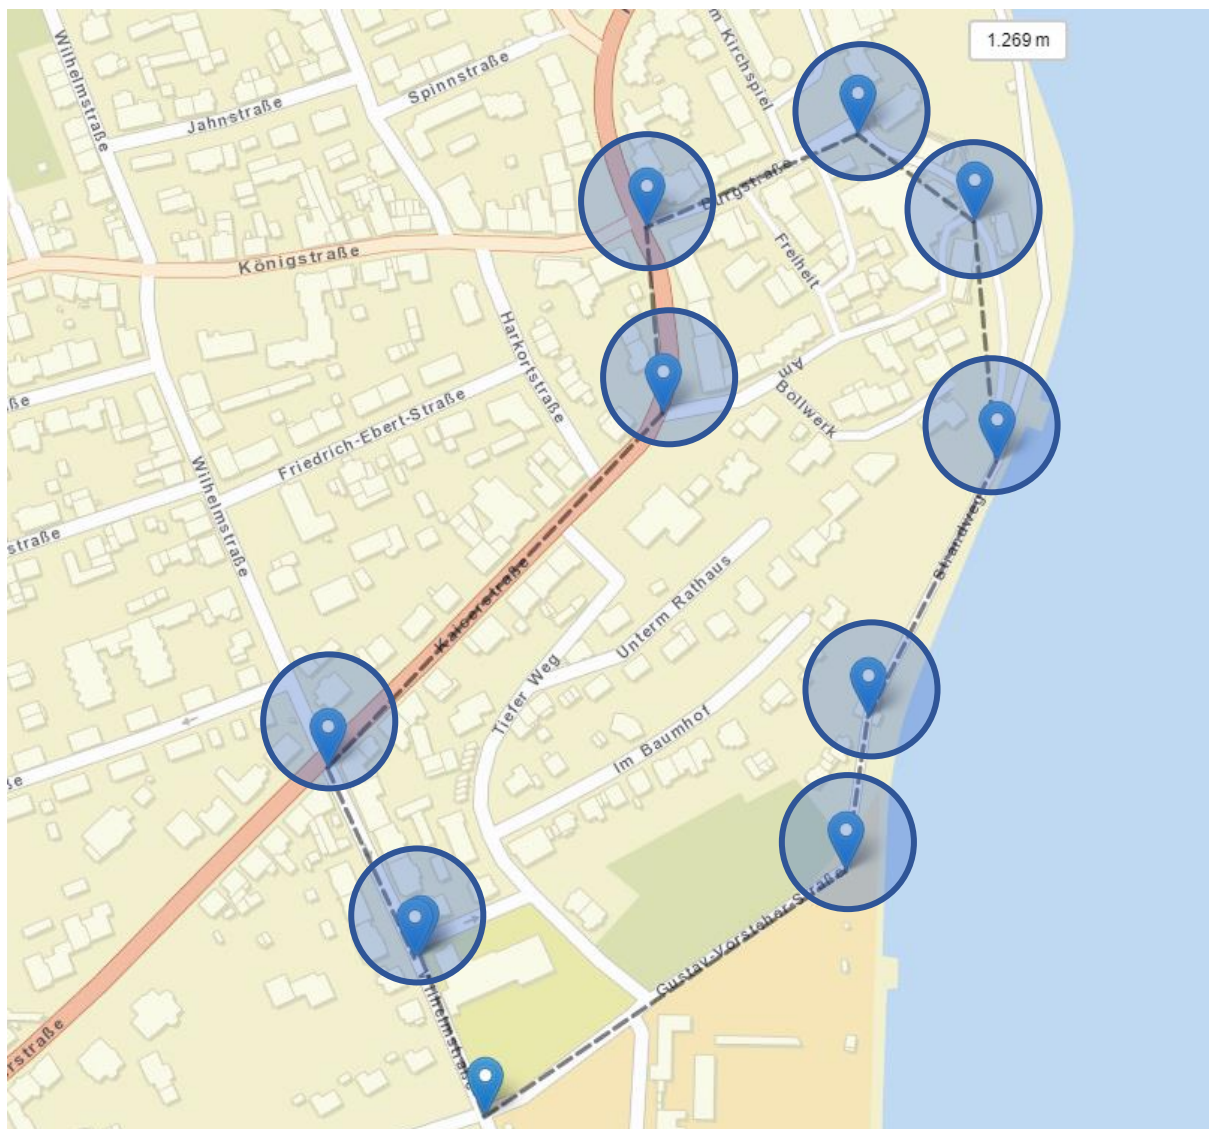 1.269 m
Wilhelmstraße
Spinnstraße
Jahnstraße
Kirchspiel
Burgstraße
Freiheit
Königstraße
Harkortstraße
Am
Bollwerk
Friedrich-Ebert-Straße
Wilhelmstraße
straße
Strandweg
Kaiserstraße
Unterm Rathaus
Tiefer Weg
Im Baumhof
Gustav-Vorsteher-Straße
Wilhelmstraße
erstraße